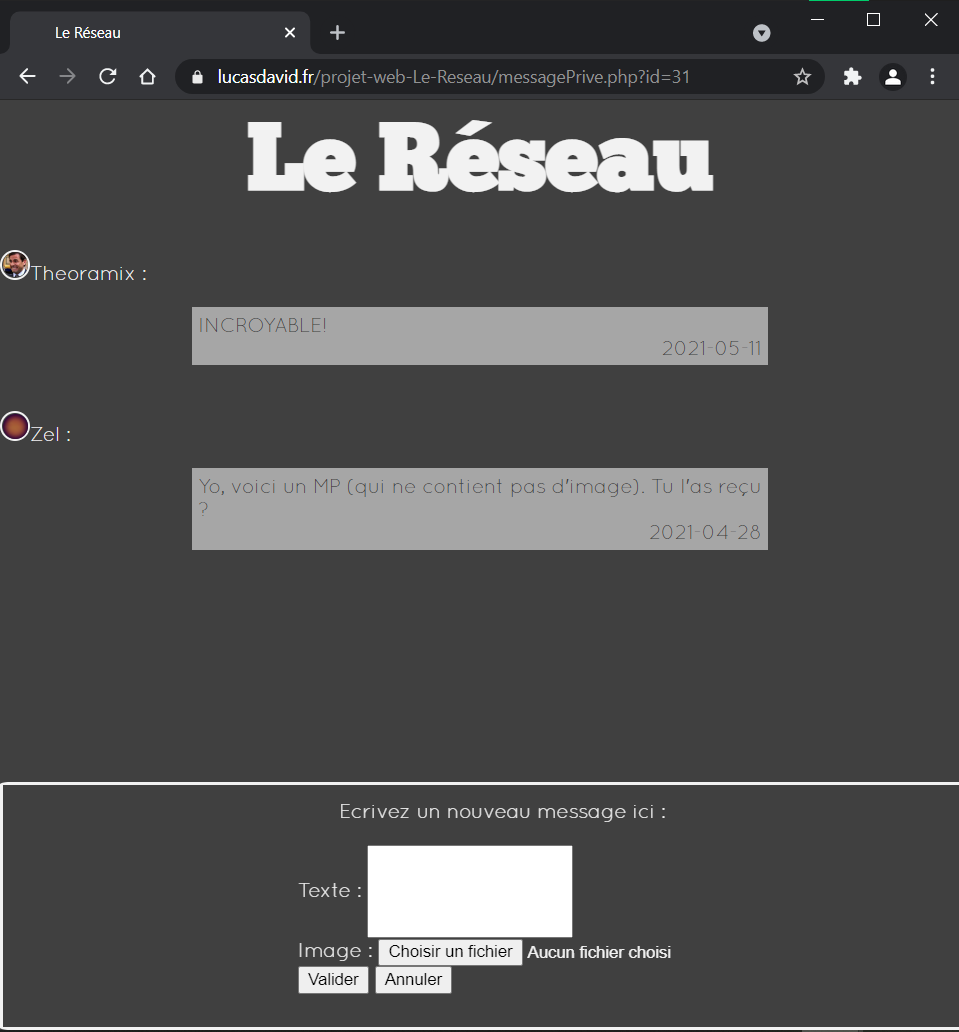 Le Réseau
lucasdavid.fr/projet-web-Le-Reseau/messagePrive.php?id=31
Le Réseau
Theoramix :
INCROYABLE!
2021-05-11
Zel :
Yo, voici un MP (qui ne contient pas d'image). Tu l'as reçu
?
2021-04-28
Ecrivez un nouveau message ici :
Texte :
Image : Choisir un fichier Aucun fichier choisi
Valider Annuler